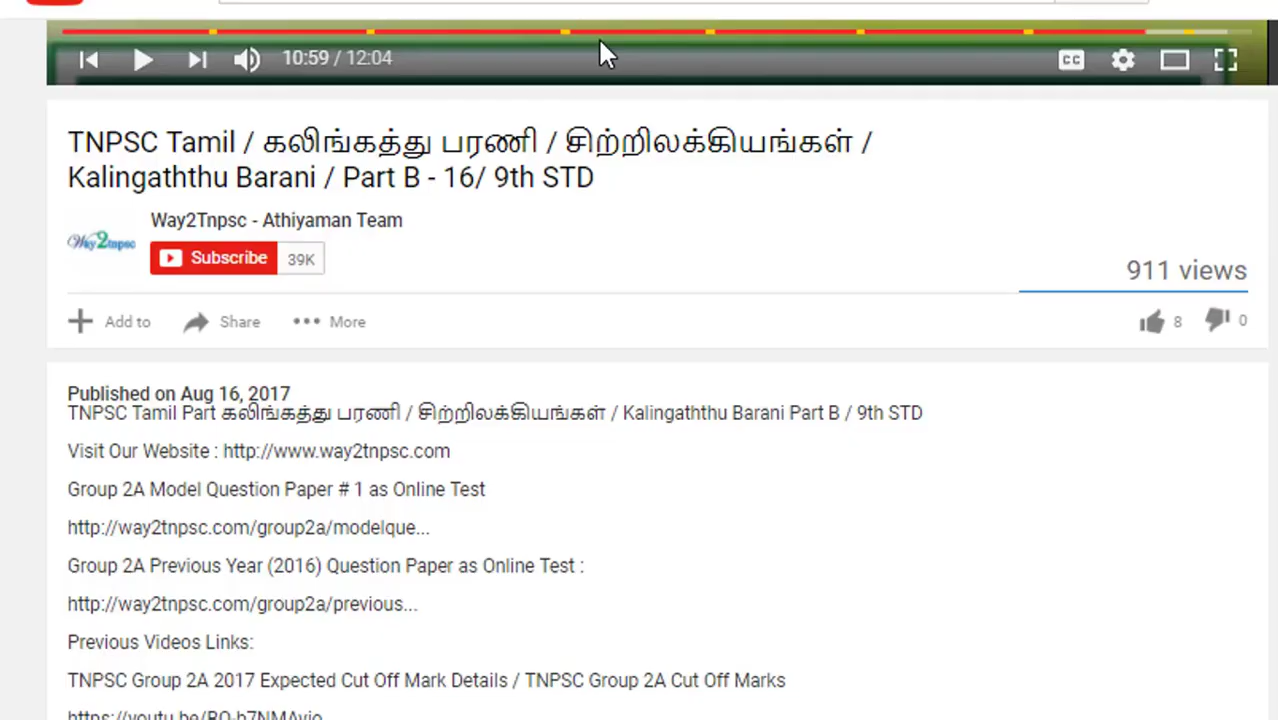 10:59 / 12:04
CC
TNPSC Tamil / கலிங்கத்து பரணி / சிற்றிலக்கியங்கள் /
Kalingaththu Barani / Part B - 16/ 9th STD
Way2tnpsc
Way2Tnpsc - Athiyaman Team
Subscribe 39K
911 views
Add to Share More 8 0
Published on Aug 16, 2017
TNPSC Tamil Part கலிங்கத்து பரணி / சிற்றிலக்கியங்கள் / Kalingaththu Barani Part B / 9th STD
Visit Our Website : http://www.way2tnpsc.com
Group 2A Model Question Paper # 1 as Online Test
http://way2tnpsc.com/group2a/modelque...
Group 2A Previous Year (2016) Question Paper as Online Test :
http://way2tnpsc.com/group2a/previous...
Previous Videos Links:
TNPSC Group 2A 2017 Expected Cut Off Mark Details / TNPSC Group 2A Cut Off Marks